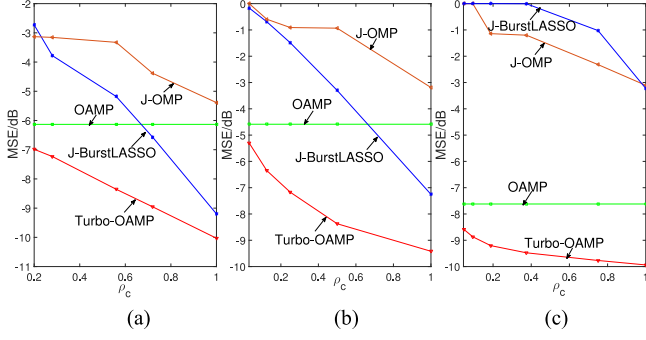 -2
-3
-4
-5
-6
-7
-8
-9
-10
-11
MSE/dB
0.2
0.4
0.6
0.8
1
ρc
J-OMP
OAMP
J-BurstLASSO
Turbo-OAMP
(a)
0
-1
-2
-3
-4
-5
-6
-7
-8
-9
-10
MSE/dB
0.2
0.4
0.6
0.8
1
ρc
J-OMP
OAMP
J-BurstLASSO
Turbo-OAMP
(b)
0
-1
-2
-3
-4
-5
-6
-7
-8
-9
-10
MSE/dB
0.2
0.4
0.6
0.8
1
ρc
J-BurstLASSO
J-OMP
OAMP
Turbo-OAMP
(c)